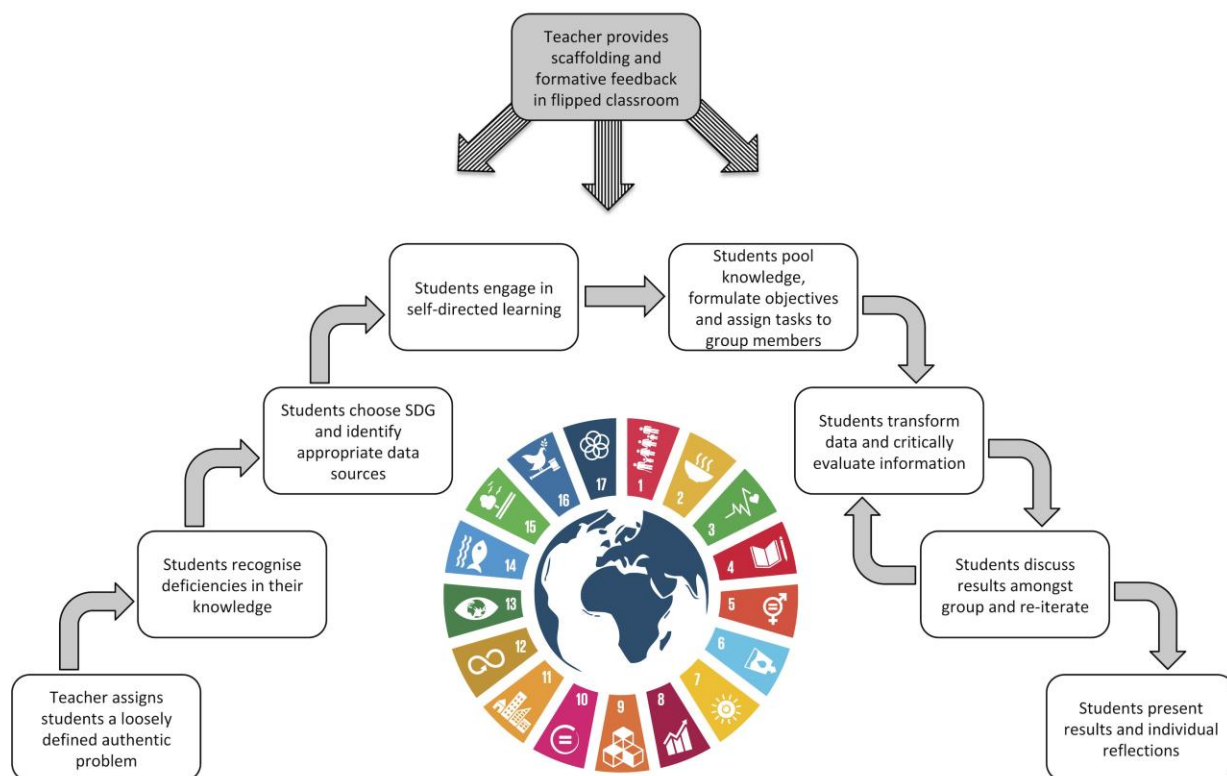 Teacher provides
scaffolding and
formative feedback
in flipped classroom
Students engage in
self-directed learning
Students pool
knowledge,
formulate objectives
and assign tasks to
group members
Students choose SDG
and identify
appropriate data
sources
Students transform
data and critically
evaluate information
Students recognise
deficiencies in their
knowledge
Students discuss
results amongst
group and re-iterate
Teacher assigns
students a loosely
defined authentic
problem
Students present
results and individual
reflections
1
2
3
4
5
6
7
8
9
10
11
12
13
14
15
16
17